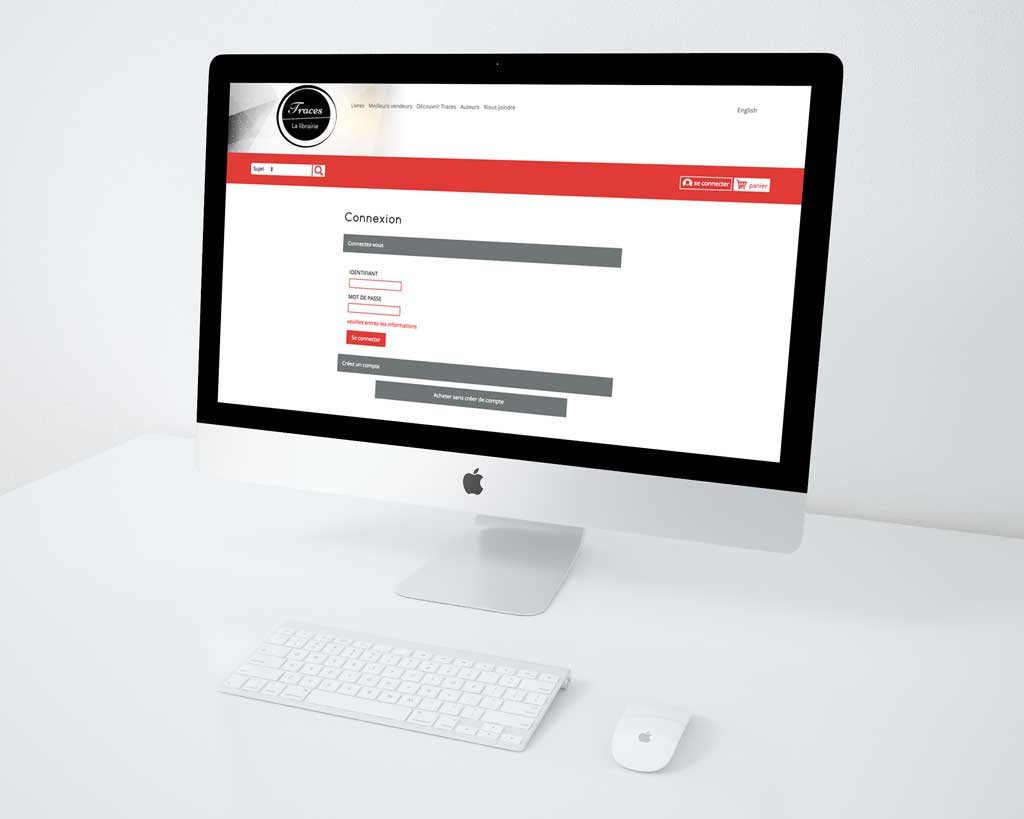 Traces
La librairie
Livres Meilleurs vendeurs Découvrir Traces Auteurs Nous joindre
English
Sujet
se connecter
panier
Connexion
Connectez-vous
IDENTIFIANT
MOT DE PASSE
veuillez entrez les informations
Se connecter
Créez un compte
Acheter sans créer de compte